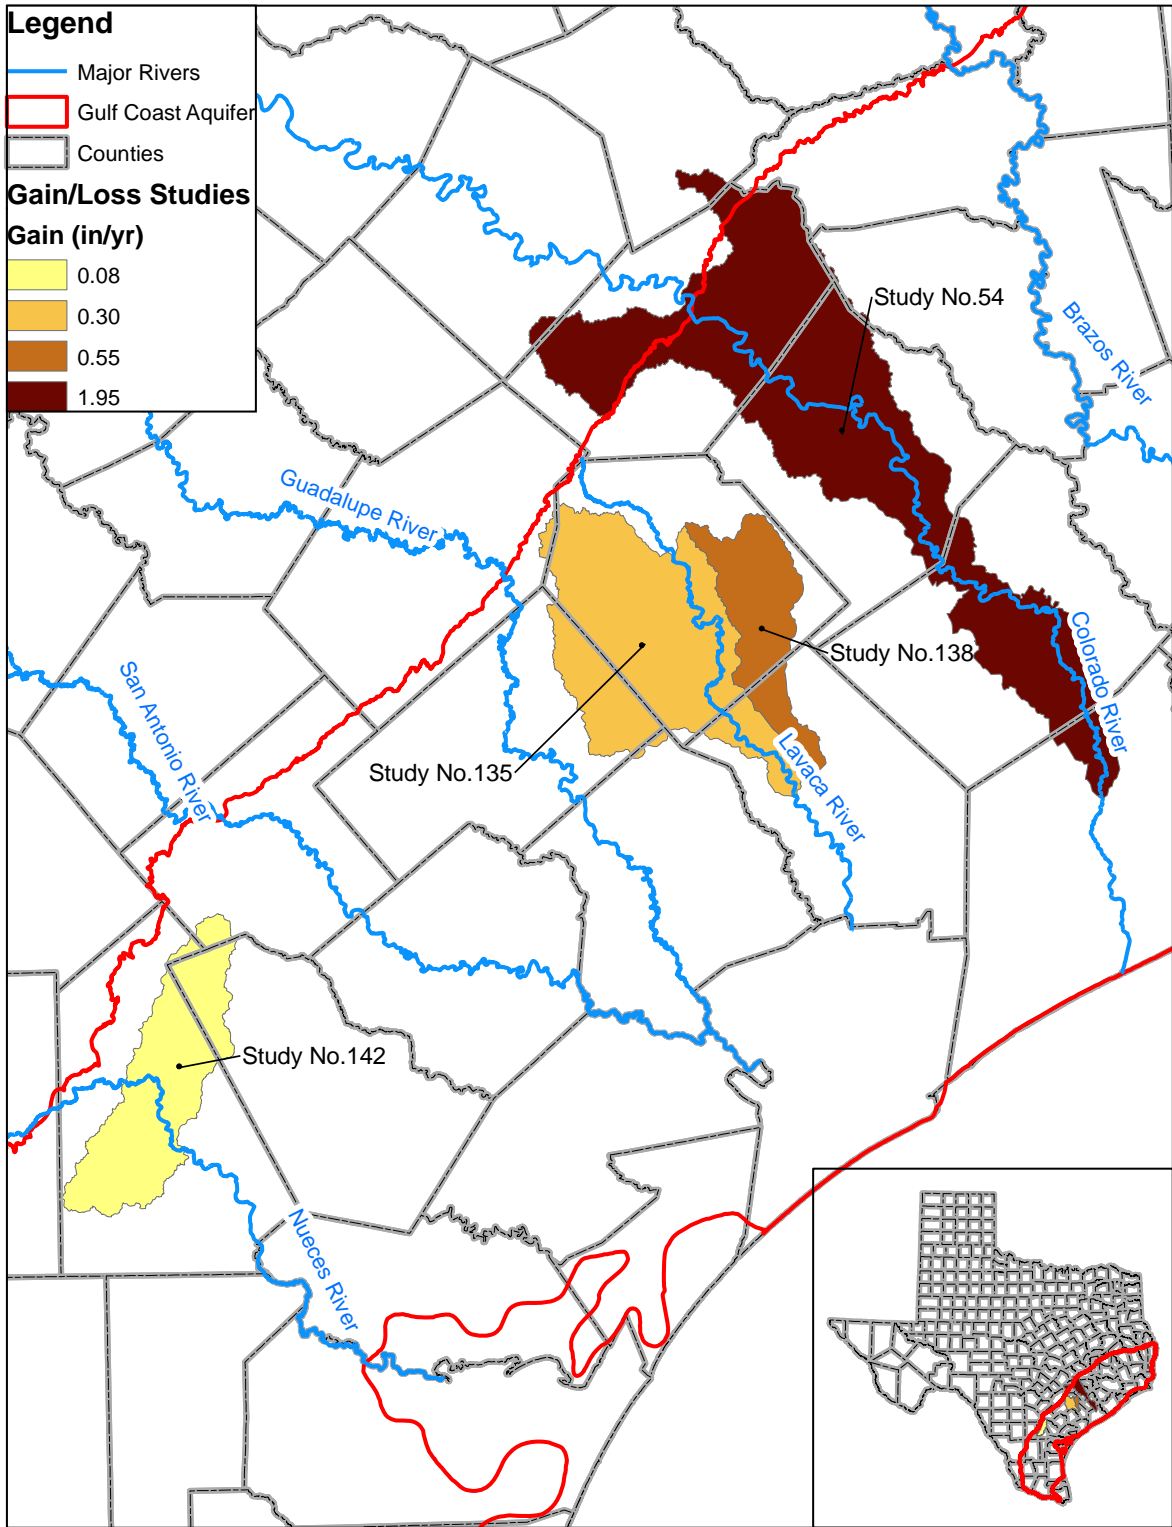 Legend
Major Rivers
Gulf Coast Aquifer
Counties
Gain/Loss Studies
Gain (in/yr)
0.08
0.30
0.55
1.95
Study No.54
Brazos River
Guadalupe River
Study No.138
Colorado River
San Antonio River
Study No.135
Lavaca River
Study No.142
Nueces River